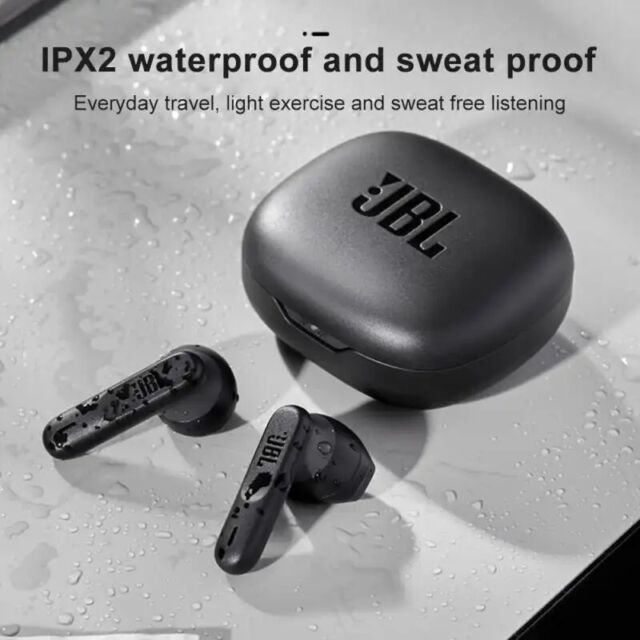 IPX2 waterproof and sweat proof
Everyday travel, light exercise and sweat free listening
JBL
JBL
JBL